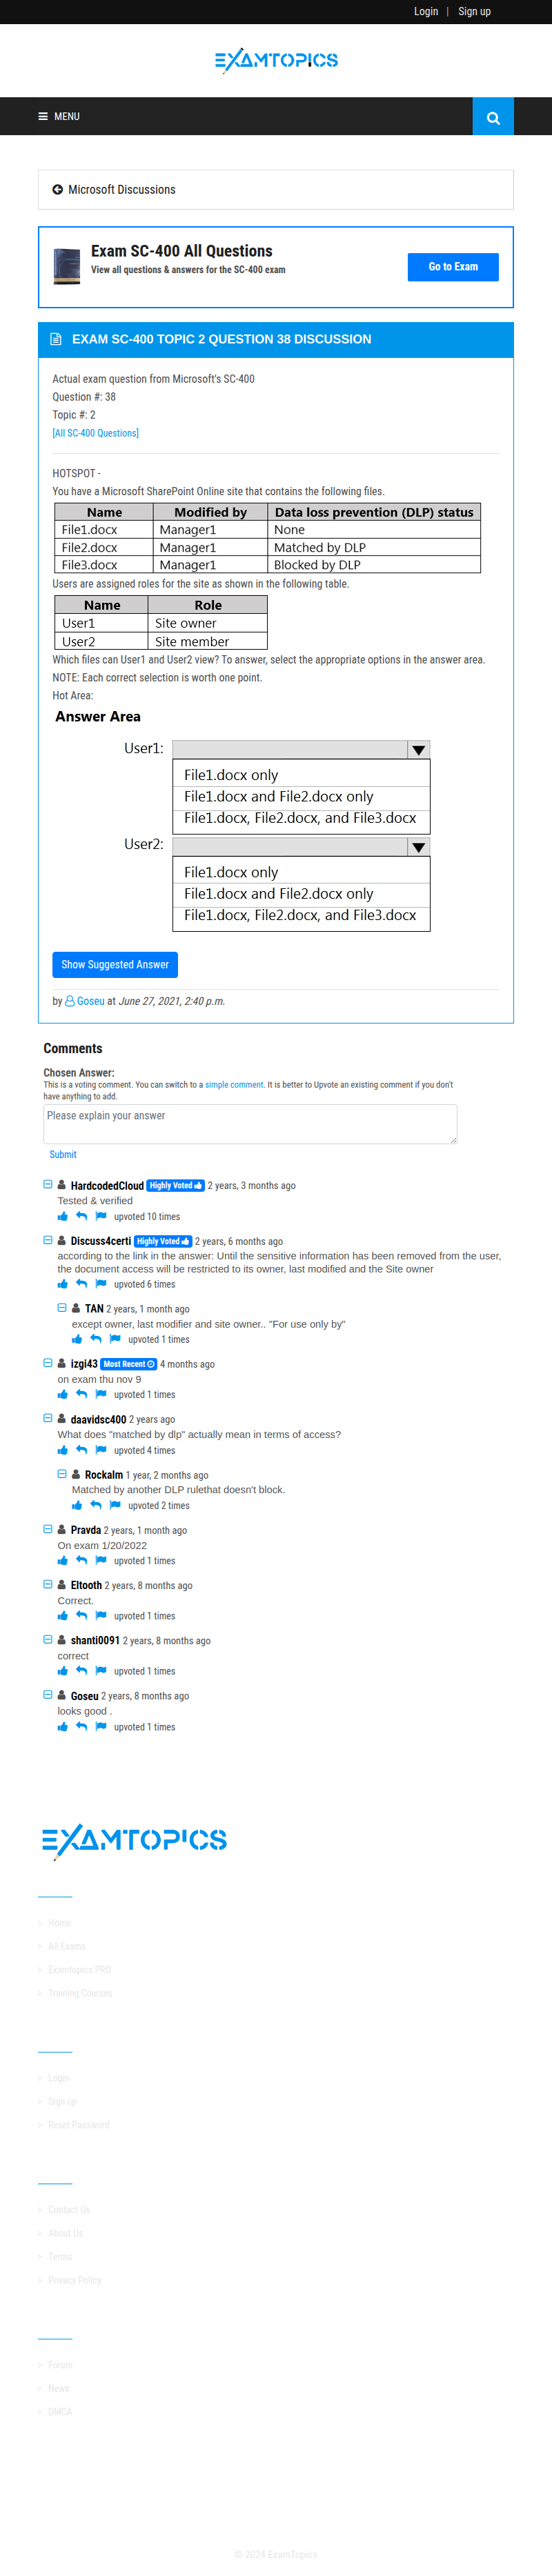 Login | Sign up
EXAMTOPICS
MENU
Microsoft Discussions
Exam SC-400 All Questions
View all questions & answers for the SC-400 exam
Go to Exam
EXAM SC-400 TOPIC 2 QUESTION 38 DISCUSSION
Actual exam question from Microsoft's SC-400
Question #: 38
Topic #: 2
[All SC-400 Questions]
HOTSPOT -
You have a Microsoft SharePoint Online site that contains the following files.
Name Modified by Data loss prevention (DLP) status
File1.docx Manager1 None
File2.docx Manager1 Matched by DLP
File3.docx Manager1 Blocked by DLP
Users are assigned roles for the site as shown in the following table.
Name Role
User1 Site owner
User2 Site member
Which files can User1 and User2 view? To answer, select the appropriate options in the answer area.
NOTE: Each correct selection is worth one point.
Hot Area:
Answer Area
User1:
File1.docx only
File1.docx and File2.docx only
File1.docx, File2.docx, and File3.docx
User2:
File1.docx only
File1.docx and File2.docx only
File1.docx, File2.docx, and File3.docx
Show Suggested Answer
by Goseu at June 27, 2021, 2:40 p.m.
Comments
Chosen Answer:
This is a voting comment. You can switch to a simple comment. It is better to Upvote an existing comment if you don't
have anything to add.
Please explain your answer
Submit
HardcodedCloud Highly Voted 2 years, 3 months ago
Tested & verified
upvoted 10 times
Discuss4certi Highly Voted 2 years, 6 months ago
according to the link in the answer: Until the sensitive information has been removed from the user,
the document access will be restricted to its owner, last modified and the Site owner
upvoted 6 times
TAN 2 years, 1 month ago
except owner, last modifier and site owner.. "For use only by"
upvoted 1 times
izgi43 Most Recent 4 months ago
on exam thu nov 9
upvoted 1 times
daavidsc400 2 years ago
What does "matched by dlp" actually mean in terms of access?
upvoted 4 times
Rockalm 1 year, 2 months ago
Matched by another DLP rulethat doesn't block.
upvoted 2 times
Pravda 2 years, 1 month ago
On exam 1/20/2022
upvoted 1 times
Eltooth 2 years, 8 months ago
Correct.
upvoted 1 times
shanti0091 2 years, 8 months ago
correct
upvoted 1 times
Goseu 2 years, 8 months ago
looks good .
upvoted 1 times
EXAMTOPICS
Home
All Exams
Examtopics PRO
Training Courses
Login
Sign up
Reset Password
Contact Us
About Us
Terms
Privacy Policy
Forum
News
DMCA
© 2024 ExamTopics